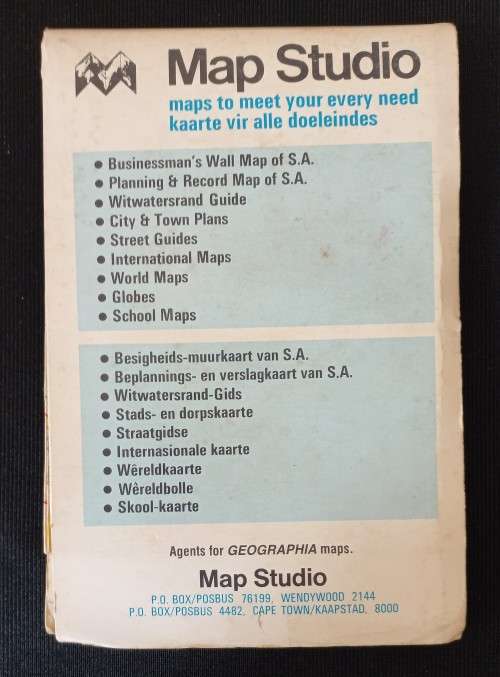 Map Studio
maps to meet your every need
kaarte vir alle doeleindes
● Businessman's Wall Map of S.A.
● Planning & Record Map of S.A.
● Witwatersrand Guide
● City & Town Plans
● Street Guides
● International Maps
● World Maps
● Globes
● School Maps
● Besigheids-muurkaart van S.A.
● Beplannings- en verslagkaart van S.A.
● Witwatersrand-Gids
● Stads- en dorpskaarte
● Straatgidse
● Internasionale kaarte
● Wêreldkaarte
● Wêreldbolle
● Skool-kaarte
Agents for GEOGRAPHIA maps.
Map Studio
P.O. BOX/POSBUS 76199, WENDYWOOD 2144
P.O. BOX/POSBUS 4482, CAPE TOWN/KAAPSTAD, 8000